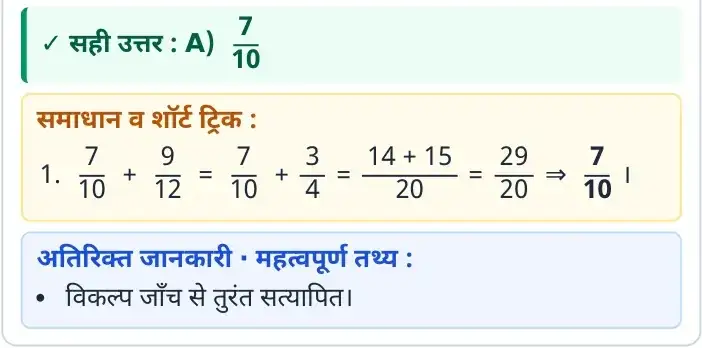 ✓ सही उत्तर : A) 7/10
समाधान व शॉर्ट ट्रिक :
1. 7/10 + 9/12 = 7/10 + 3/4 = 14 + 15/20 = 29/20 ⇒ 7/10 ।
अतिरिक्त जानकारी · महत्वपूर्ण तथ्य :
• विकल्प जाँच से तुरंत सत्यापित।